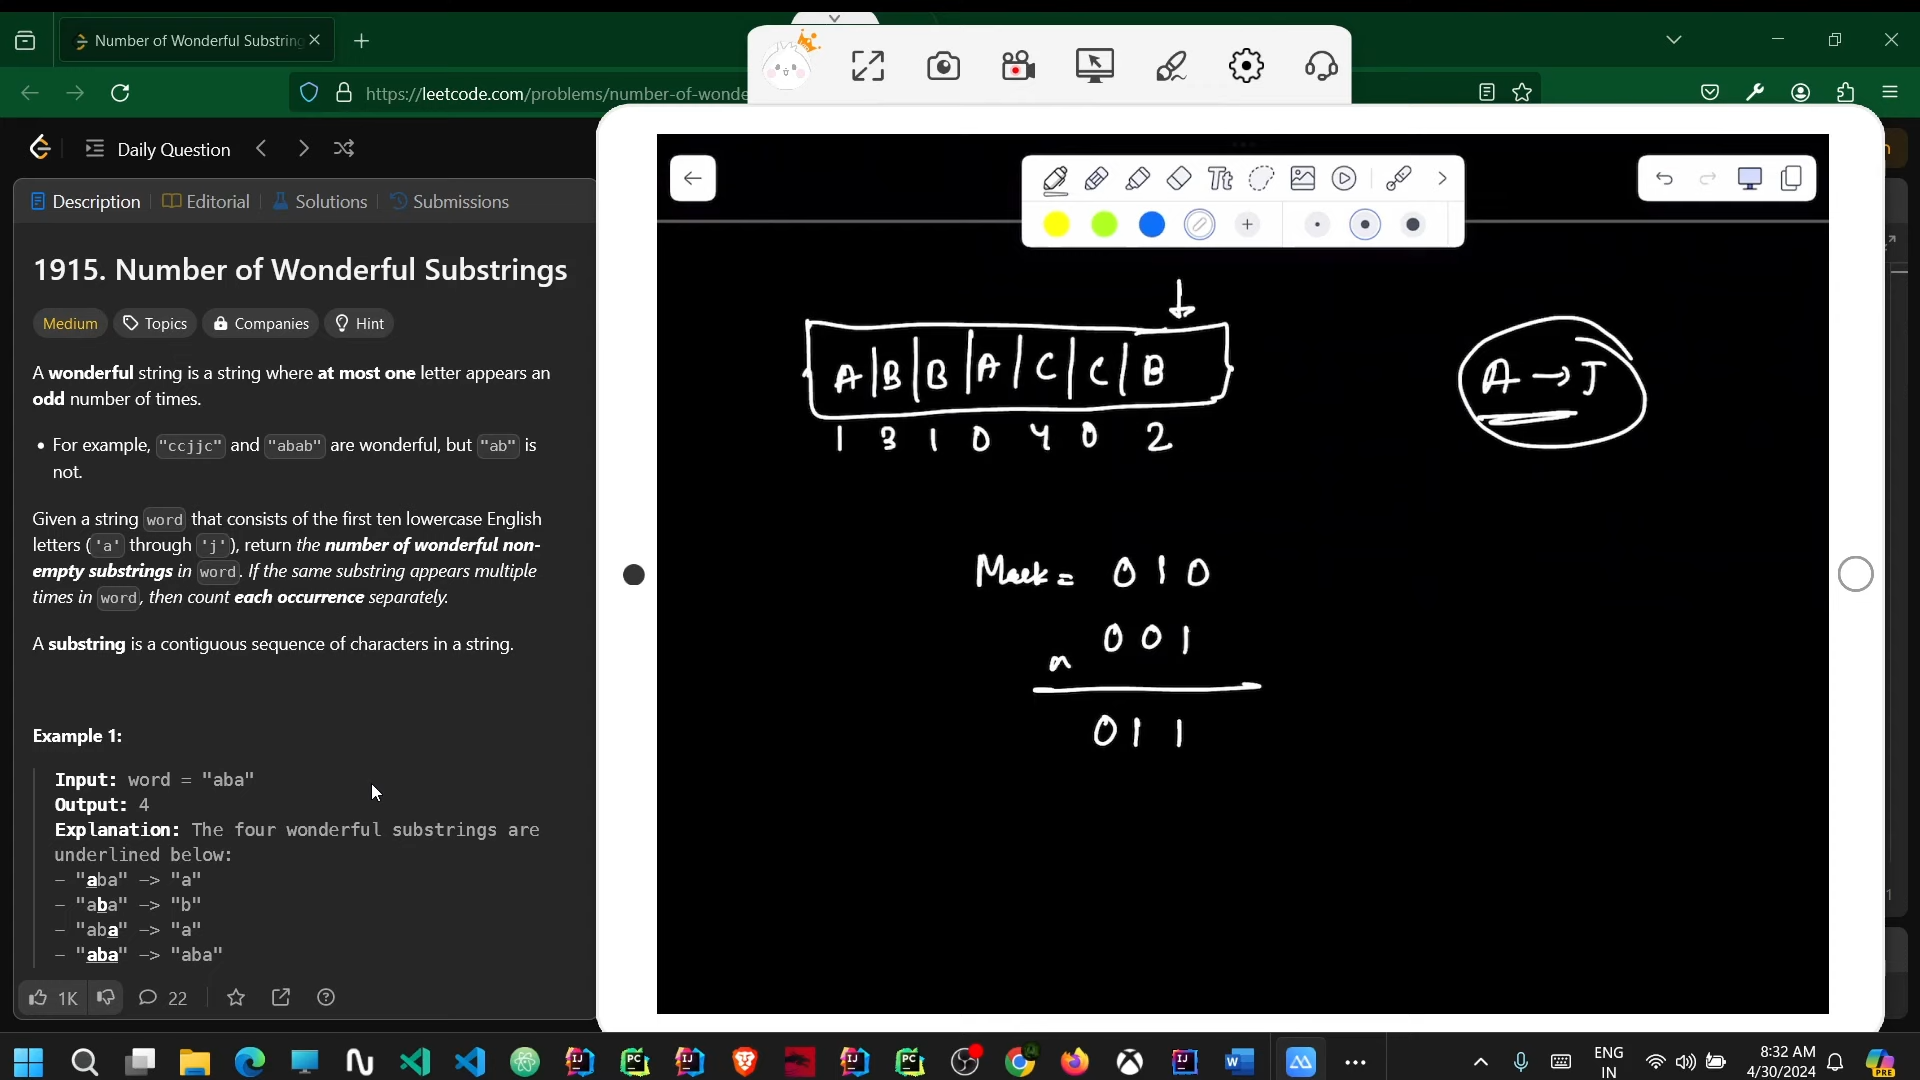 Number of Wonderful Substring
https://leetcode.com/problems/number-of-wonde
Daily Question
Description
Editorial
Solutions
Submissions
1915. Number of Wonderful Substrings
Medium
Topics
Companies
Hint
A wonderful string is a string where at most one letter appears an
odd number of times.
• For example, "ccjjc" and "abab" are wonderful, but "ab" is
not.
Given a string word that consists of the first ten lowercase English
letters ('a' through 'j'), return the number of wonderful non-
empty substrings in word. If the same substring appears multiple
times in word, then count each occurrence separately.
A substring is a contiguous sequence of characters in a string.
Example 1:
Input: word = "aba"
Output: 4
Explanation: The four wonderful substrings are
underlined below:
- "aba" -> "a"
- "aba" -> "b"
- "aba" -> "a"
- "aba" -> "aba"
1K
22
Tt
A|B|B|A|C|C|B
1 3 1 0 4 0 2
A → J
Mask = 0 1 0
0 0 1
^
0 1 1
ENG
IN
8:32 AM
4/30/2024
PRE